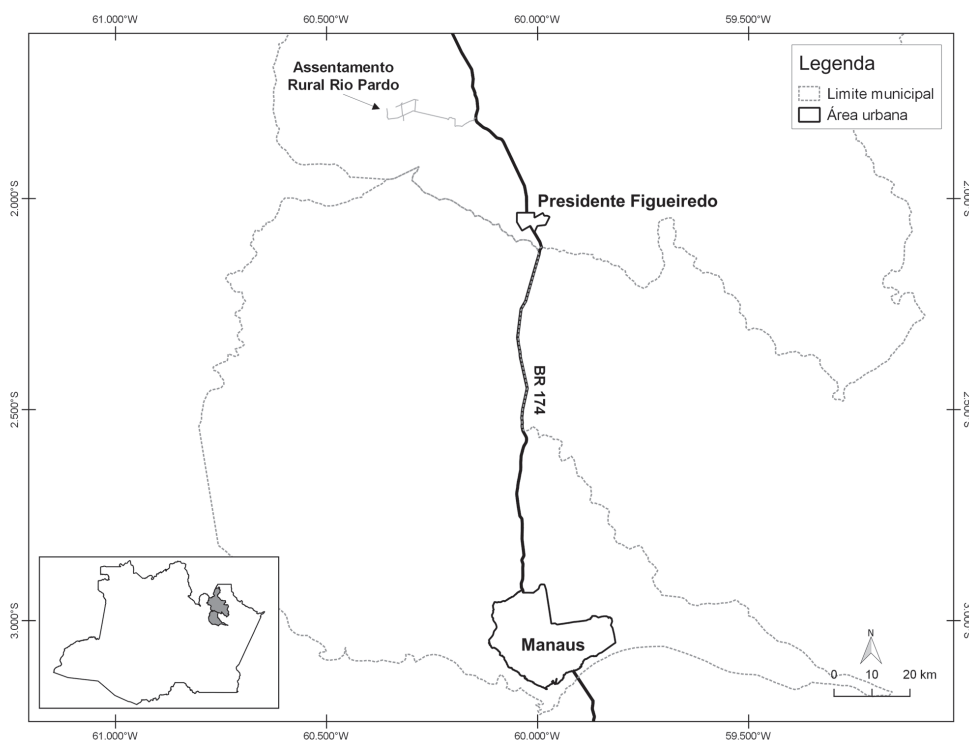 61.000°W 60.500°W 60.000°W 59.500°W
Assentamento
Rural Rio Pardo
Legenda
Limite municipal
Área urbana
2.000°S 2.000°S
Presidente Figueiredo
BR 174
2.500°S 2.500°S
3.000°S 3.000°S
Manaus
N
0 10 20 km
61.000°W 60.500°W 60.000°W 59.500°W